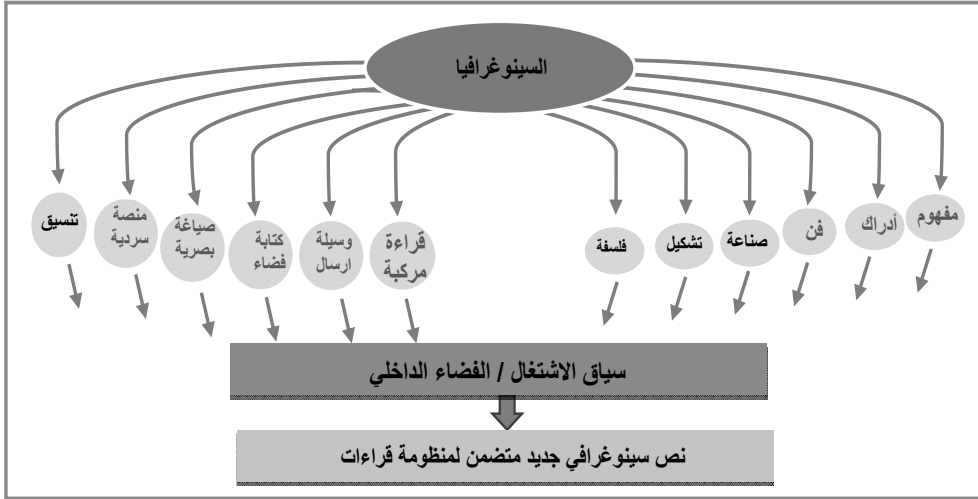 السينوغرافيا
مفهوم
أدراك
فن
صناعة
تشكيل
فلسفة
قراءة
مركبة
وسيلة
ارسال
كتابة
فضاء
صياغة
بصرية
منصة
سردية
تنسيق
سياق الاشتغال / الفضاء الداخلي
نص سينوغرافي جديد متضمن لمنظومة قراءات